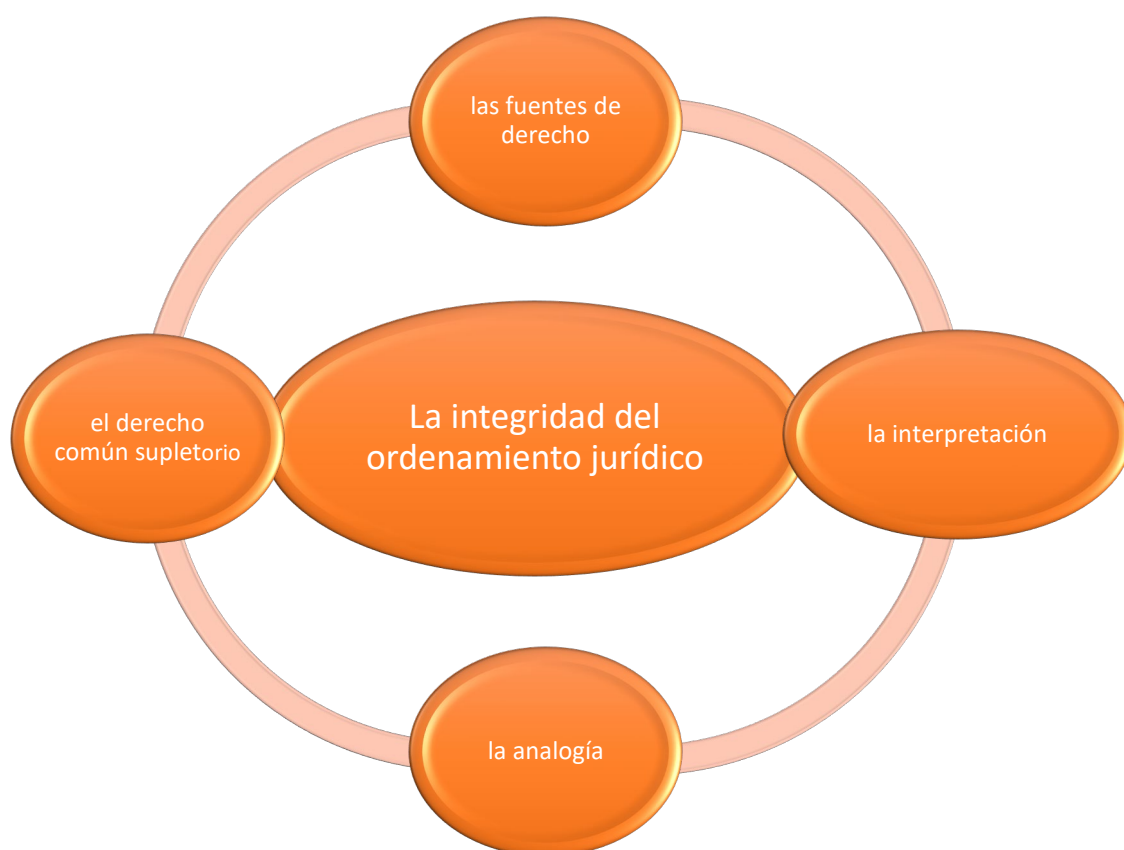 las fuentes de
derecho
La integridad del
ordenamiento jurídico
la interpretación
la analogía
el derecho
común supletorio